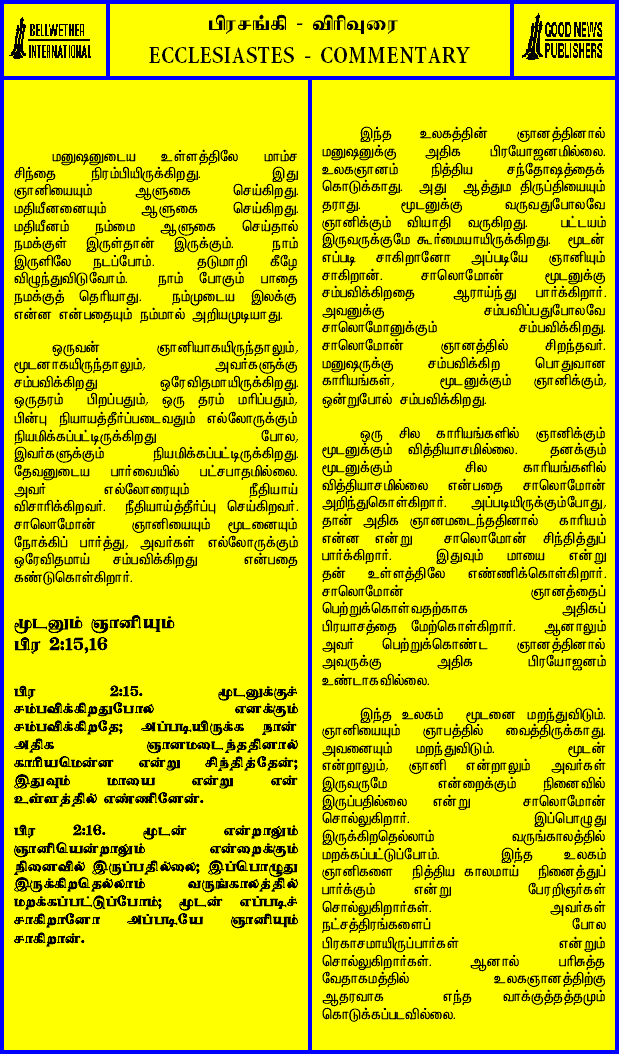 BELLWETHER
INTERNATIONAL
பிரசங்கி - விரிவுரை
ECCLESIASTES - COMMENTARY
GOOD NEWS
PUBLISHERS
மனுஷனுடைய உள்ளத்திலே மாம்ச
சிந்தை நிரம்பியிருக்கிறது. இது
ஞானியையும் ஆளுகை செய்கிறது.
மதியீனனையும் ஆளுகை செய்கிறது.
மதியீனம் நம்மை ஆளுகை செய்தால்
நமக்குள் இருள்தான் இருக்கும். நாம்
இருளிலே நடப்போம். தடுமாறி கீழே
விழுந்துவிடுவோம். நாம் போகும் பாதை
நமக்குத் தெரியாது. நம்முடைய இலக்கு
என்ன என்பதையும் நம்மால் அறியமுடியாது.
ஒருவன் ஞானியாகயிருந்தாலும்,
மூடனாகயிருந்தாலும், அவர்களுக்கு
சம்பவிக்கிறது ஒரேவிதமாயிருக்கிறது.
ஒருதரம் பிறப்பதும், ஒரு தரம் மரிப்பதும்,
பின்பு நியாயத்தீர்ப்படைவதும் எல்லோருக்கும்
நியமிக்கப்பட்டிருக்கிறது போல,
இவர்களுக்கும் நியமிக்கப்பட்டிருக்கிறது.
தேவனுடைய பார்வையில் பட்சபாதமில்லை.
அவர் எல்லோரையும் நீதியாய்
விசாரிக்கிறவர். நீதியாய்த்தீர்ப்பு செய்கிறவர்.
சாலொமோன் ஞானியையும் மூடனையும்
நோக்கிப் பார்த்து, அவர்கள் எல்லோருக்கும்
ஒரேவிதமாய் சம்பவிக்கிறது என்பதை
கண்டுகொள்கிறார்.
மூடனும் ஞானியும்
பிர 2:15,16
பிர 2:15. மூடனுக்குச்
சம்பவிக்கிறதுபோல் எனக்கும்
சம்பவிக்கிறதே; அப்படியிருக்க நான்
அதிக ஞானமடைந்ததினால்
காரியமென்ன என்று சிந்தித்தேன்;
இதுவும் மாயை என்று என்
உள்ளத்தில் எண்ணினேன்.
பிர 2:16. மூடன் என்றாலும்
ஞானியென்றாலும் என்றைக்கும்
நினைவில் இருப்பதில்லை; இப்பொழுது
இருக்கிறதெல்லாம் வருங்காலத்தில்
மறக்கப்பட்டுப்போம்; மூடன் எப்படிச்
சாகிறானோ அப்படியே ஞானியும்
சாகிறான்.
இந்த உலகத்தின் ஞானத்தினால்
மனுஷனுக்கு அதிக பிரயோஜனமில்லை.
உலகஞானம் நித்திய சந்தோஷத்தைக்
கொடுக்காது. அது ஆத்தும திருப்தியையும்
தராது. மூடனுக்கு வருவதுபோலவே
ஞானிக்கும் வியாதி வருகிறது. பட்டயம்
இருவருக்குமே கூர்மையாயிருக்கிறது. மூடன்
எப்படி சாகிறானோ அப்படியே ஞானியும்
சாகிறான். சாலொமோன் மூடனுக்கு
சம்பவிக்கிறதை ஆராய்ந்து பார்க்கிறார்.
அவனுக்கு சம்பவிப்பதுபோலவே
சாலொமோனுக்கும் சம்பவிக்கிறது.
சாலொமோன் ஞானத்தில் சிறந்தவர்.
மனுஷருக்கு சம்பவிக்கிற பொதுவான
காரியங்கள், மூடனுக்கும் ஞானிக்கும்,
ஒன்றுபோல் சம்பவிக்கிறது.
ஒரு சில காரியங்களில் ஞானிக்கும்
மூடனுக்கும் வித்தியாசமில்லை. தனக்கும்
மூடனுக்கும் சில காரியங்களில்
வித்தியாசமில்லை என்பதை சாலொமோன்
அறிந்துகொள்கிறார். அப்படியிருக்கும்போது,
தான் அதிக ஞானமடைந்ததினால் காரியம்
என்ன என்று சாலொமோன் சிந்தித்துப்
பார்க்கிறார். இதுவும் மாயை என்று
தன் உள்ளத்திலே எண்ணிக்கொள்கிறார்.
சாலொமோன் ஞானத்தைப்
பெற்றுக்கொள்வதற்காக அதிகப்
பிரயாசத்தை மேற்கொள்கிறார். ஆனாலும்
அவர் பெற்றுக்கொண்ட ஞானத்தினால்
அவருக்கு அதிக பிரயோஜனம்
உண்டாகவில்லை.
இந்த உலகம் மூடனை மறந்துவிடும்.
ஞானியையும் ஞாபத்தில் வைத்திருக்காது.
அவனையும் மறந்துவிடும். மூடன்
என்றாலும், ஞானி என்றாலும் அவர்கள்
இருவருமே என்றைக்கும் நினைவில்
இருப்பதில்லை என்று சாலொமோன்
சொல்லுகிறார். இப்பொழுது
இருக்கிறதெல்லாம் வருங்காலத்தில்
மறக்கப்பட்டுப்போம். இந்த உலகம்
ஞானிகளை நித்திய காலமாய் நினைத்துப்
பார்க்கும் என்று பேரறிஞர்கள்
சொல்லுகிறார்கள். அவர்கள்
நட்சத்திரங்களைப் போல
பிரகாசமாயிருப்பார்கள் என்றும்
சொல்லுகிறார்கள். ஆனால் பரிசுத்த
வேதாகமத்தில் உலகஞானத்திற்கு
ஆதரவாக எந்த வாக்குத்தத்தமும்
கொடுக்கப்படவில்லை.